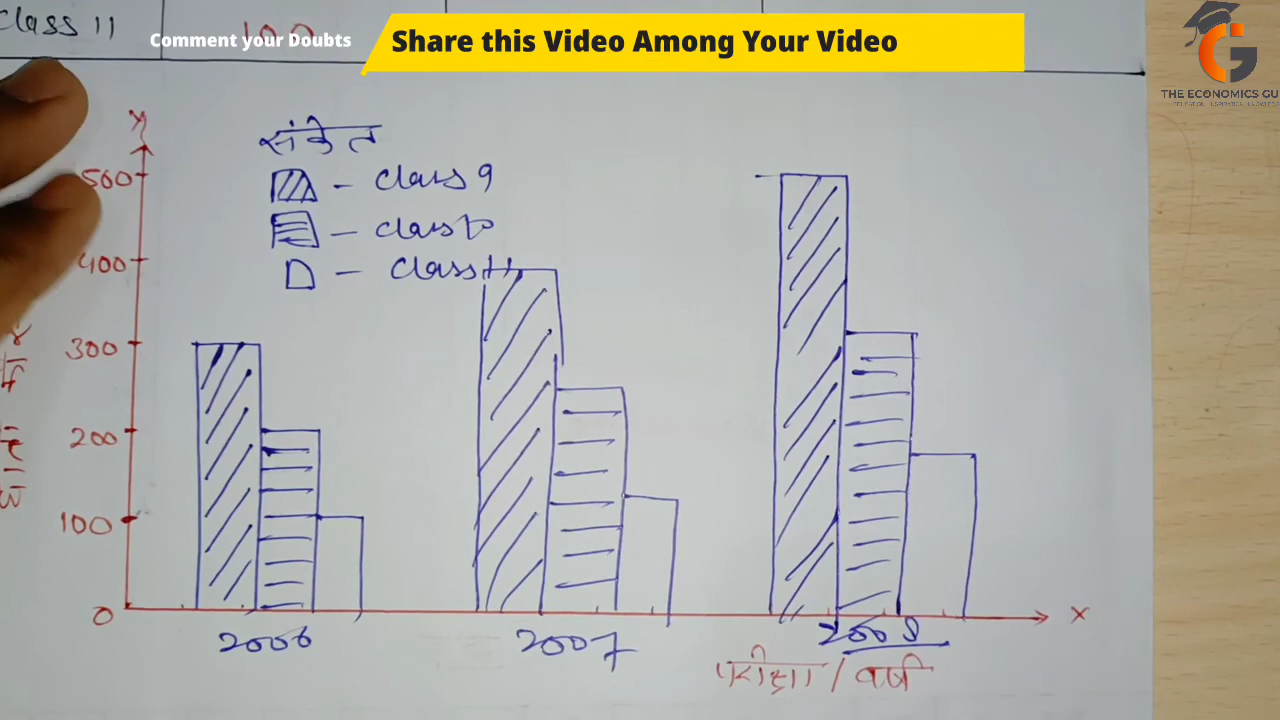 class 11 100
Comment your Doubts
Share this Video Among Your Video
THE ECONOMICS GU
y
संकेत
500
- class 9
- class 10
400
- class 11
300
200
100
0
x
2006
2007
2008
परीक्षा / वर्ष